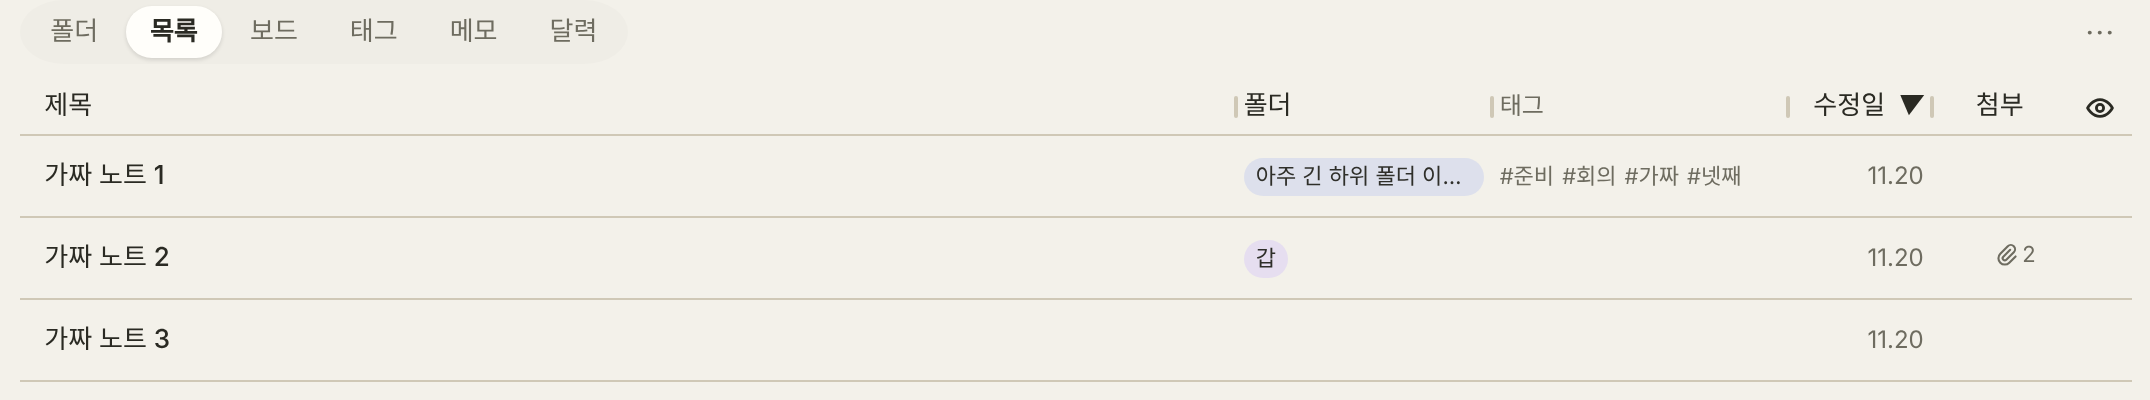 폴더 목록 보드 태그 메모 달력 ...
제목 폴더 태그 수정일 ▼ 첨부
가짜 노트 1 아주 긴 하위 폴더 이... #준비 #회의 #가짜 #넷째 11.20
가짜 노트 2 갑 11.20 2
가짜 노트 3 11.20